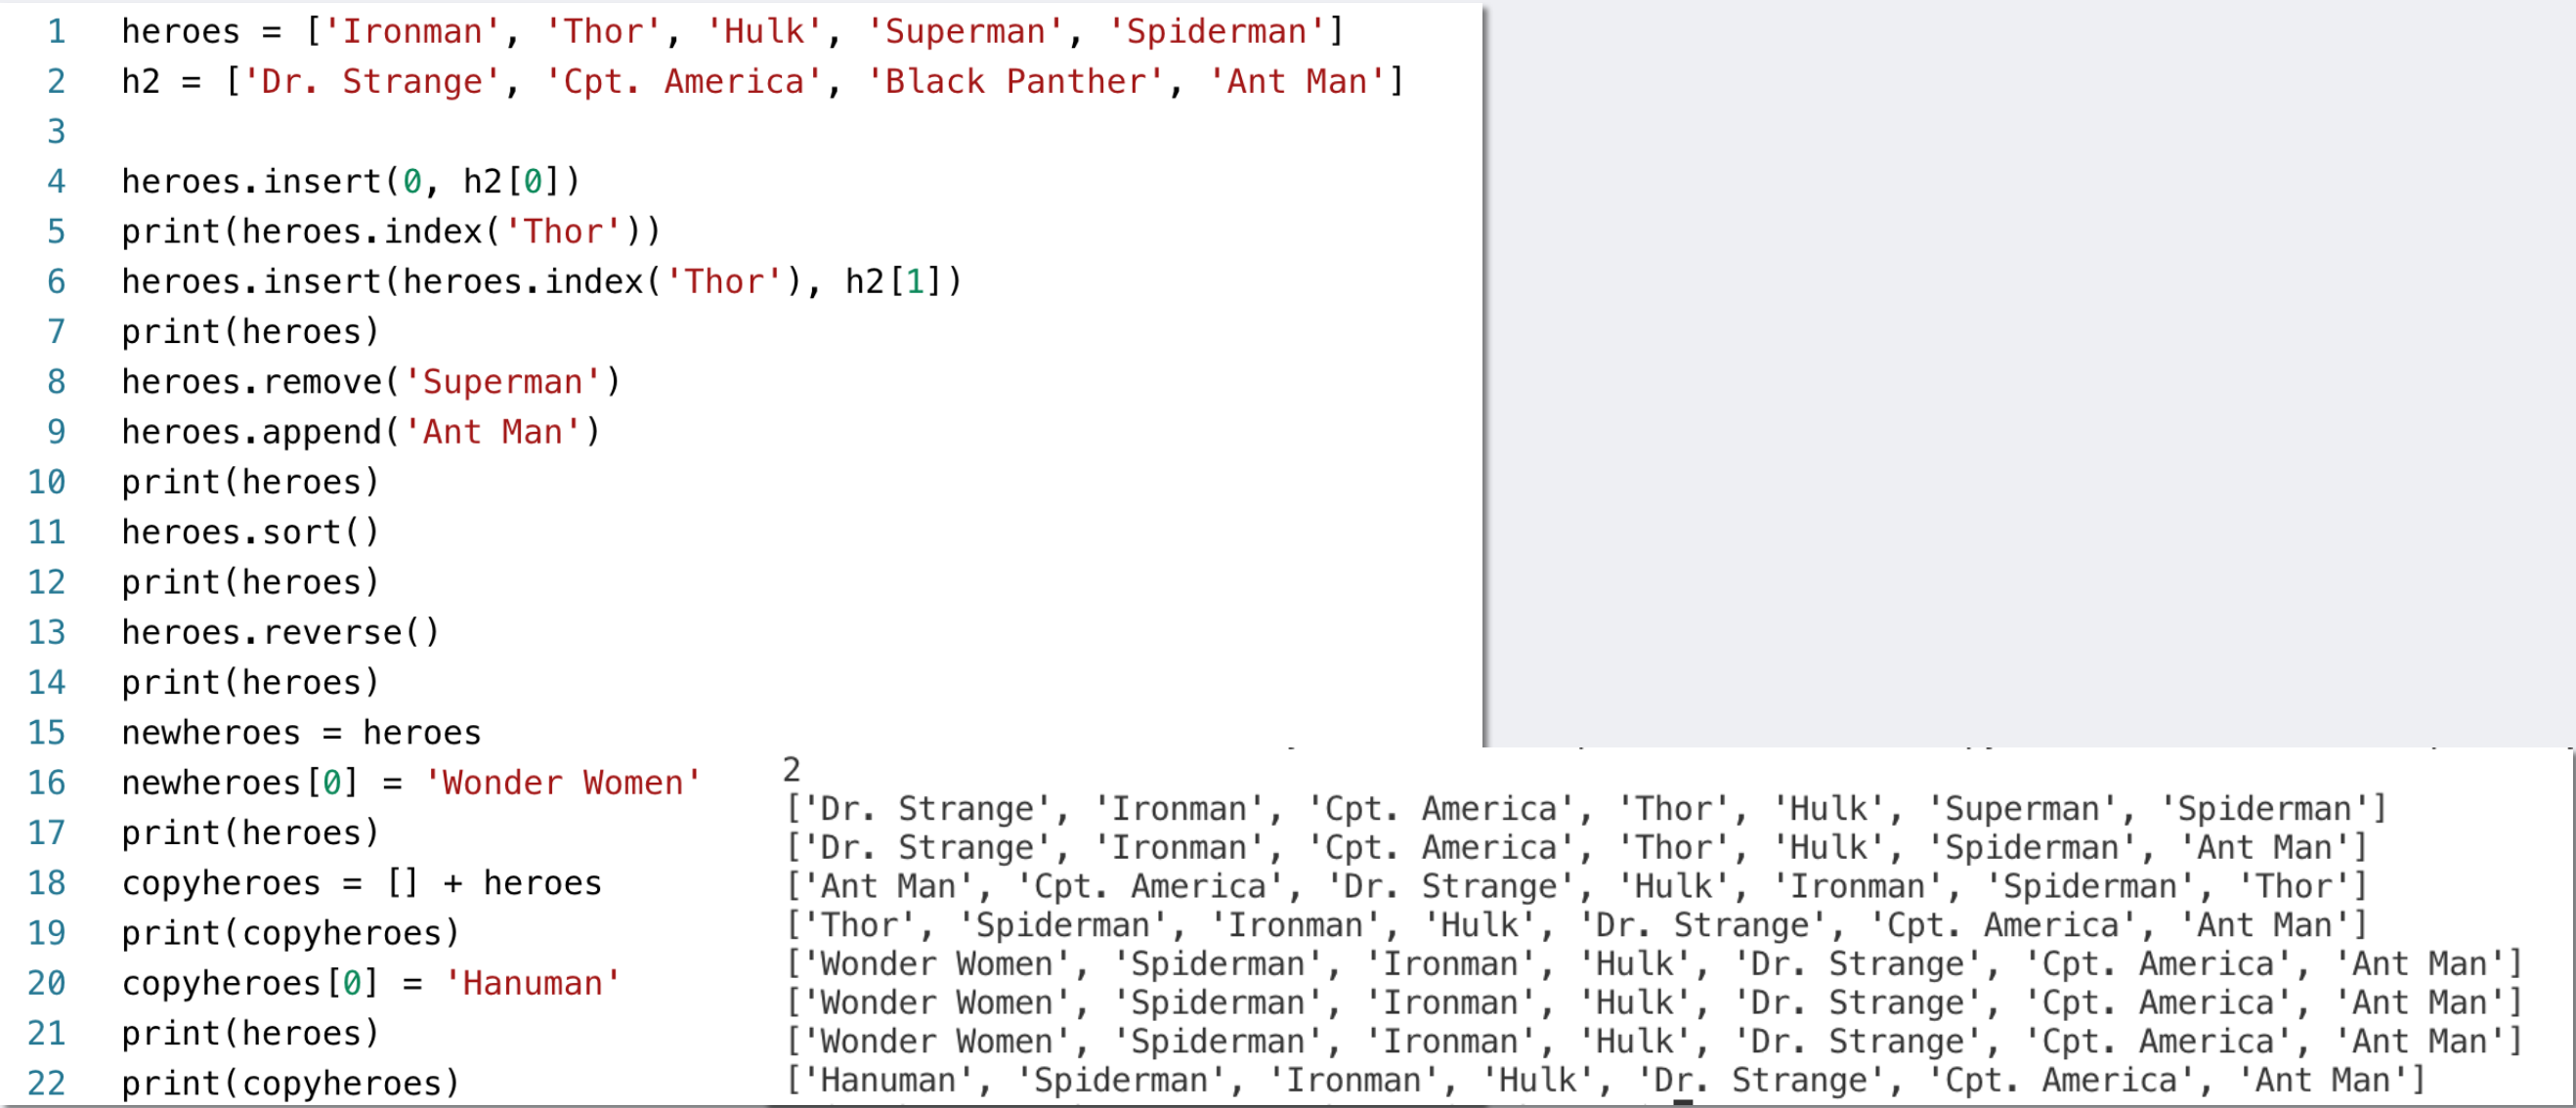 1 heroes = ['Ironman', 'Thor', 'Hulk', 'Superman', 'Spiderman']
2 h2 = ['Dr. Strange', 'Cpt. America', 'Black Panther', 'Ant Man']
3
4 heroes.insert(0, h2[0])
5 print(heroes.index('Thor'))
6 heroes.insert(heroes.index('Thor'), h2[1])
7 print(heroes)
8 heroes.remove('Superman')
9 heroes.append('Ant Man')
10 print(heroes)
11 heroes.sort()
12 print(heroes)
13 heroes.reverse()
14 print(heroes)
15 newheroes = heroes
16 newheroes[0] = 'Wonder Women'
17 print(heroes)
18 copyheroes = [] + heroes
19 print(copyheroes)
20 copyheroes[0] = 'Hanuman'
21 print(heroes)
22 print(copyheroes)
2
['Dr. Strange', 'Ironman', 'Cpt. America', 'Thor', 'Hulk', 'Superman', 'Spiderman']
['Dr. Strange', 'Ironman', 'Cpt. America', 'Thor', 'Hulk', 'Spiderman', 'Ant Man']
['Ant Man', 'Cpt. America', 'Dr. Strange', 'Hulk', 'Ironman', 'Spiderman', 'Thor']
['Thor', 'Spiderman', 'Ironman', 'Hulk', 'Dr. Strange', 'Cpt. America', 'Ant Man']
['Wonder Women', 'Spiderman', 'Ironman', 'Hulk', 'Dr. Strange', 'Cpt. America', 'Ant Man']
['Wonder Women', 'Spiderman', 'Ironman', 'Hulk', 'Dr. Strange', 'Cpt. America', 'Ant Man']
['Wonder Women', 'Spiderman', 'Ironman', 'Hulk', 'Dr. Strange', 'Cpt. America', 'Ant Man']
['Hanuman', 'Spiderman', 'Ironman', 'Hulk', 'Dr. Strange', 'Cpt. America', 'Ant Man']